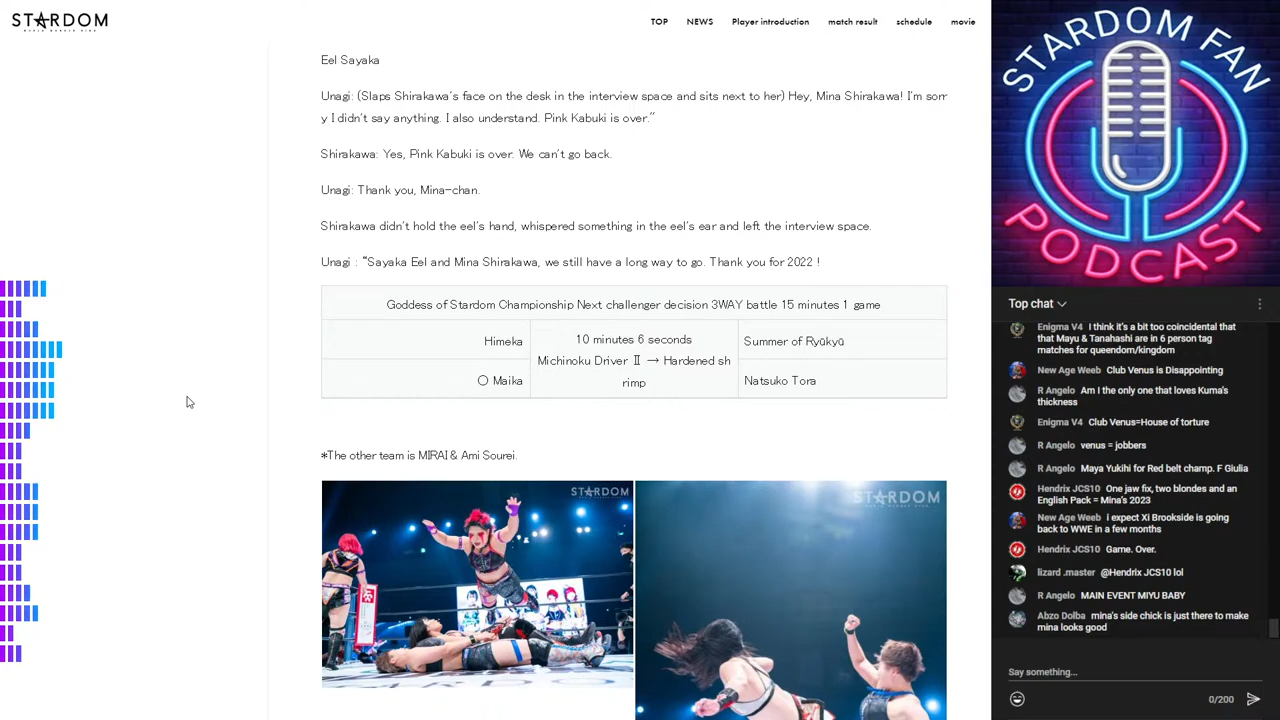 STARDOM
TOP NEWS Player introduction match result schedule movie
Eel Sayaka
Unagi: (Slaps Shirakawa's hand on the desk in the interview space and sits next to her) Hey, Mina Shirakawa! I'm sorr
y I didn't say anything. I also understand. Pink Kabuki is over."
Shirakawa: Yes, Pink Kabuki is over. We can't go back.
Unagi: Thank you, Mina-chan.
Shirakawa didn't hold the eel's hand, whispered something in the eel's ear and left the interview space.
Unagi : "Sayaka Eel and Mina Shirakawa, we still have a long way to go. Thank you for 2022 !
Goddess of Stardom Championship Next challenger decision 3WAY battle 15 minutes 1 game
Himeka
○ Maika
10 minutes 6 seconds
Michinoku Driver Ⅱ → Hardened sh
rimp
Summer of Ryūkyū
Natsuko Tora
*The other team is MIRAI & Ami Sourei.
STARDOM
STARDOM
STARDOM FAN
PODCAST
Top chat
Enigma V4 I think it's a bit too coincidental that
that Mayu & Tanahashi are in 6 person tag
matches for queendom/kingdom
New Age Weeb Club Venus is Disappointing
R Angelo Am I the only one that loves Kuma's
thickness
Enigma V4 Club Venus=House of torture
R Angelo venus = jobbers
R Angelo Maya Yukihi for Red belt champ. F Giulia
Hendrix JCS10 One jaw fix, two blondes and an
English Pack = Mina's 2023
New Age Weeb i expect Xi Brookside is going
back to WWE in a few months
Hendrix JCS10 Game. Over.
lizard .master @Hendrix JCS10 lol
R Angelo MAIN EVENT MIYU BABY
Abzo Dolba mina's side chick is just there to make
mina looks good
Say something...
0/200